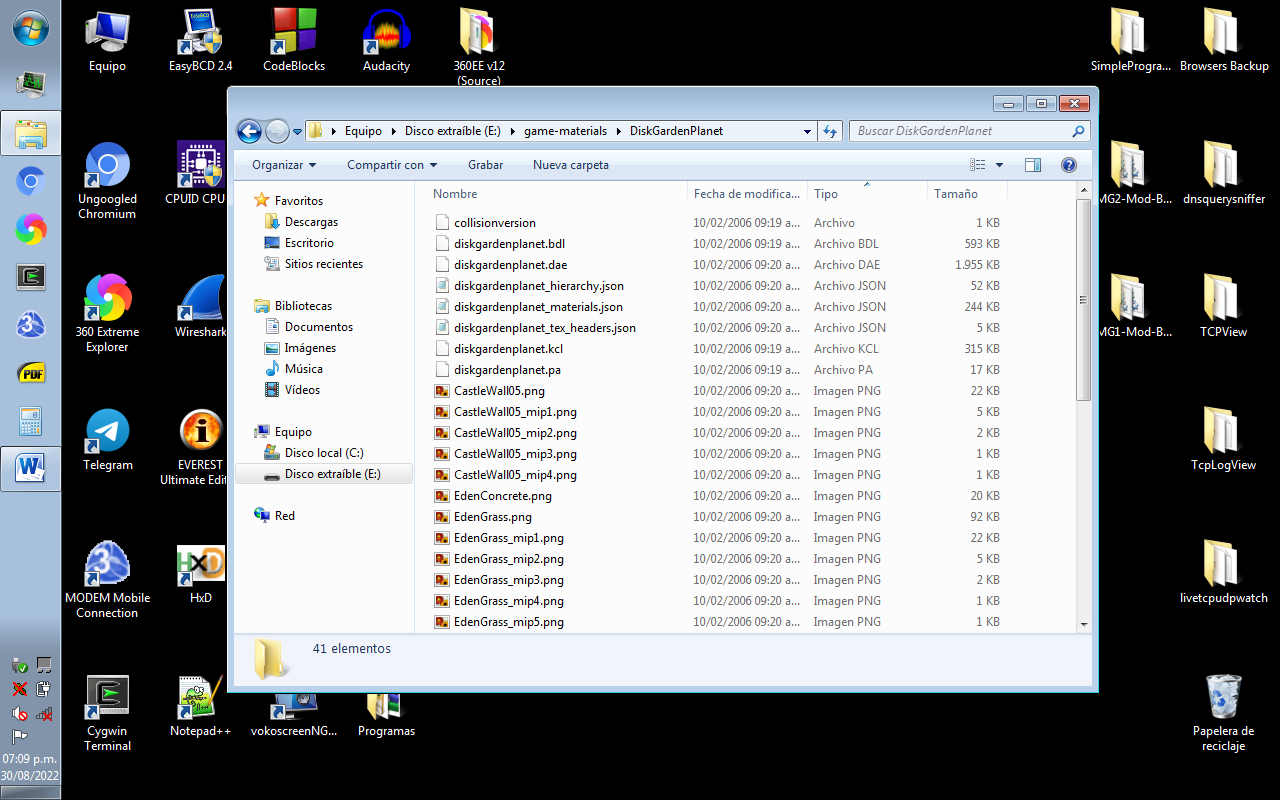 Equipo
EasyBCD 2.4
CodeBlocks
Audacity
360EE v12
(Source)
SimpleProgra...
Browsers Backup
Equipo
Disco extraíble (E:)
game-materials
DiskGardenPlanet
Buscar DiskGardenPlanet
Organizar
Compartir con
Grabar
Nueva carpeta
Ungoogled
Chromium
CPUID CPU
MG2-Mod-B...
dnsquerysniffer
360 Extreme
Explorer
Wireshark
MG1-Mod-B...
TCPView
Telegram
EVEREST
Ultimate Edit
TcpLogView
MODEM Mobile
Connection
HxD
livetcpudpwatch
Cygwin
Terminal
Notepad++
vokoscreenNG...
Programas
Papelera de
reciclaje
Favoritos
Descargas
Escritorio
Sitios recientes
Bibliotecas
Documentos
Imágenes
Música
Vídeos
Equipo
Disco local (C:)
Disco extraíble (E:)
Red
Nombre Fecha de modifica... Tipo Tamaño
collisionversion 10/02/2006 09:19 a... Archivo 1 KB
diskgardenplanet.bdl 10/02/2006 09:19 a... Archivo BDL 593 KB
diskgardenplanet.dae 10/02/2006 09:20 a... Archivo DAE 1.955 KB
diskgardenplanet_hierarchy.json 10/02/2006 09:20 a... Archivo JSON 52 KB
diskgardenplanet_materials.json 10/02/2006 09:20 a... Archivo JSON 244 KB
diskgardenplanet_tex_headers.json 10/02/2006 09:20 a... Archivo JSON 5 KB
diskgardenplanet.kcl 10/02/2006 09:19 a... Archivo KCL 315 KB
diskgardenplanet.pa 10/02/2006 09:19 a... Archivo PA 17 KB
CastleWall05.png 10/02/2006 09:20 a... Imagen PNG 22 KB
CastleWall05_mip1.png 10/02/2006 09:20 a... Imagen PNG 5 KB
CastleWall05_mip2.png 10/02/2006 09:20 a... Imagen PNG 2 KB
CastleWall05_mip3.png 10/02/2006 09:20 a... Imagen PNG 1 KB
CastleWall05_mip4.png 10/02/2006 09:20 a... Imagen PNG 1 KB
EdenConcrete.png 10/02/2006 09:20 a... Imagen PNG 20 KB
EdenGrass.png 10/02/2006 09:20 a... Imagen PNG 92 KB
EdenGrass_mip1.png 10/02/2006 09:20 a... Imagen PNG 22 KB
EdenGrass_mip2.png 10/02/2006 09:20 a... Imagen PNG 5 KB
EdenGrass_mip3.png 10/02/2006 09:20 a... Imagen PNG 2 KB
EdenGrass_mip4.png 10/02/2006 09:20 a... Imagen PNG 1 KB
EdenGrass_mip5.png 10/02/2006 09:20 a... Imagen PNG 1 KB
41 elementos
07:09 p.m.
30/08/2022